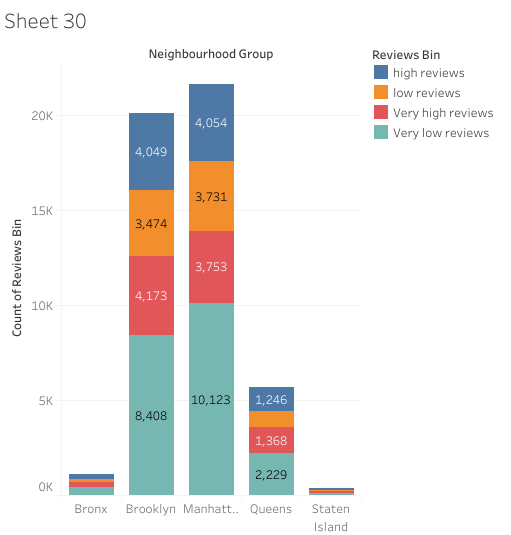 Sheet 30
Neighbourhood Group
Reviews Bin
high reviews
low reviews
Very high reviews
Very low reviews
Count of Reviews Bin
20K
15K
10K
5K
0K
4,049
3,474
4,173
8,408
4,054
3,731
3,753
10,123
1,246
1,368
2,229
Bronx
Brooklyn
Manhatt..
Queens
Staten
Island